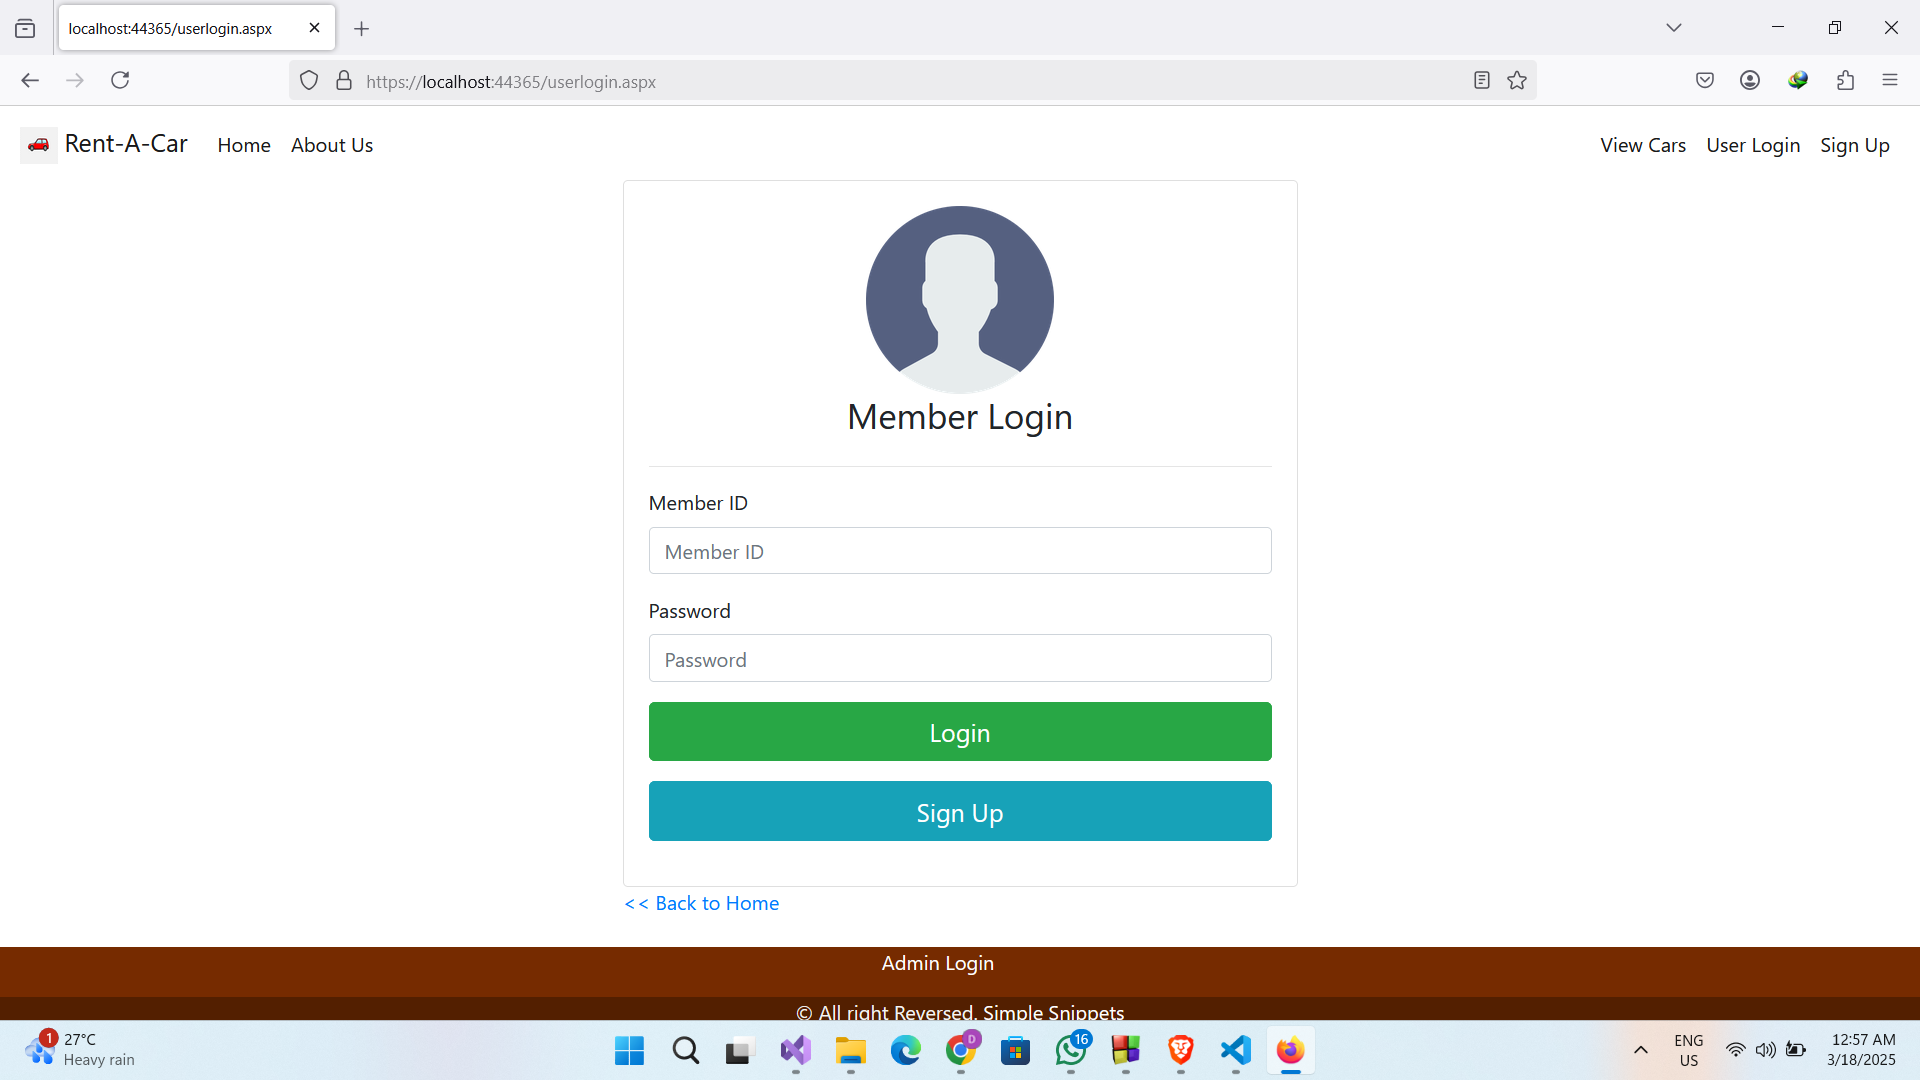 localhost:44365/userlogin.aspx
https://localhost:44365/userlogin.aspx
Rent-A-Car
Home
About Us
View Cars
User Login
Sign Up
Member Login
Member ID
Member ID
Password
Password
Login
Sign Up
<< Back to Home
Admin Login
© All right Reversed. Simple Snippets
1
27°C
Heavy rain
D
16
ENG
US
12:57 AM
3/18/2025